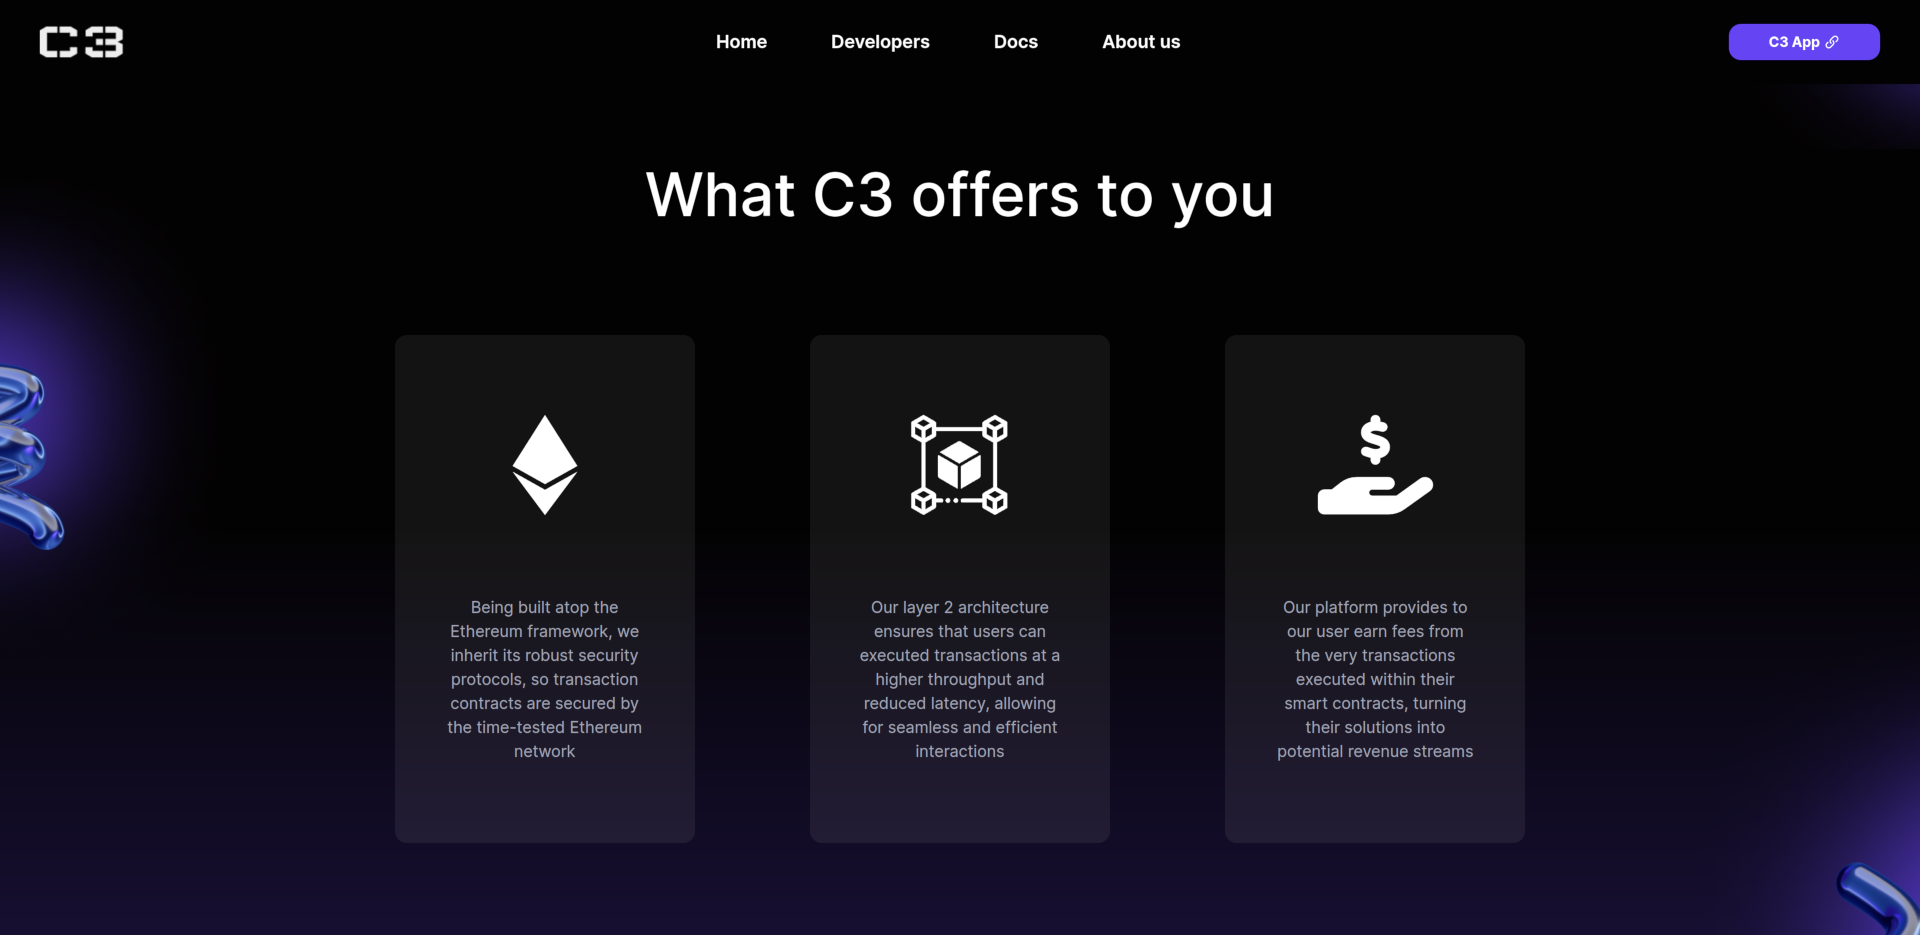 C3
Home
Developers
Docs
About us
C3 App
What C3 offers to you
Being built atop the
Ethereum framework, we
inherit its robust security
protocols, so transaction
contracts are secured by
the time-tested Ethereum
network
Our layer 2 architecture
ensures that users can
executed transactions at a
higher throughput and
reduced latency, allowing
for seamless and efficient
interactions
$
Our platform provides to
our user earn fees from
the very transactions
executed within their
smart contracts, turning
their solutions into
potential revenue streams